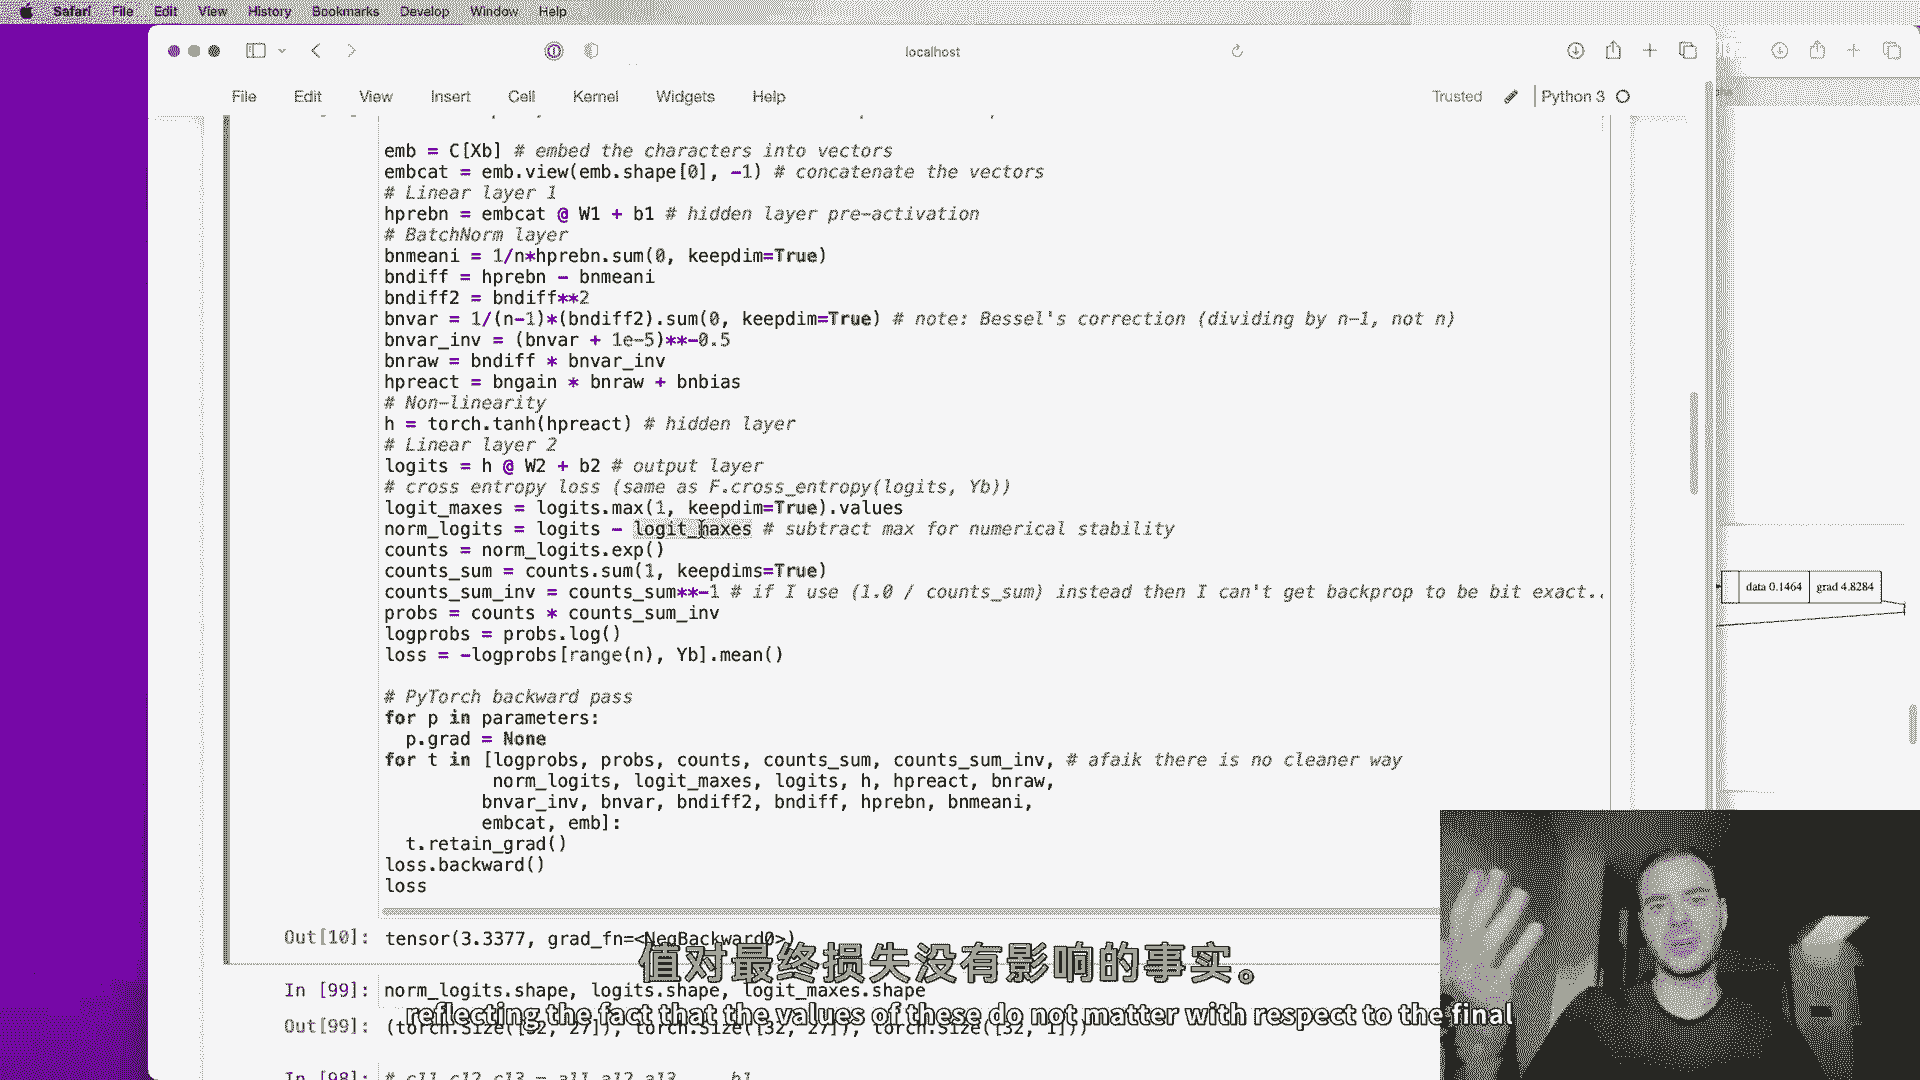 Safari File Edit View History Bookmarks Develop Window Help
localhost
File Edit View Insert Cell Kernel Widgets Help Trusted Python 3
emb = C[Xb] # embed the characters into vectors
embcat = emb.view(emb.shape[0], -1) # concatenate the vectors
# Linear layer 1
hprebn = embcat @ W1 + b1 # hidden layer pre-activation
# BatchNorm layer
bnmeani = 1/n*hprebn.sum(0, keepdim=True)
bndiff = hprebn - bnmeani
bndiff2 = bndiff**2
bnvar = 1/(n-1)*(bndiff2).sum(0, keepdim=True) # note: Bessel's correction (dividing by n-1, not n)
bnvar_inv = (bnvar + 1e-5)**-0.5
bnraw = bndiff * bnvar_inv
hpreact = bngain * bnraw + bnbias
# Non-linearity
h = torch.tanh(hpreact) # hidden layer
# Linear layer 2
logits = h @ W2 + b2 # output layer
# cross entropy loss (same as F.cross_entropy(logits, Yb))
logit_maxes = logits.max(1, keepdim=True).values
norm_logits = logits - logit_maxes # subtract max for numerical stability
counts = norm_logits.exp()
counts_sum = counts.sum(1, keepdims=True)
counts_sum_inv = counts_sum**-1 # if I use (1.0 / counts_sum) instead then I can't get backprop to be bit exact..
probs = counts * counts_sum_inv
logprobs = probs.log()
loss = -logprobs[range(n), Yb].mean()
# PyTorch backward pass
for p in parameters:
p.grad = None
for t in [logprobs, probs, counts, counts_sum, counts_sum_inv, # afaik there is no cleaner way
norm_logits, logit_maxes, logits, h, hpreact, bnraw,
bnvar_inv, bnvar, bndiff2, bndiff, hprebn, bnmeani,
embcat, emb]:
t.retain_grad()
loss.backward()
loss
Out[10]: tensor(3.3377, grad_fn=<NegBackward0>)
值对最终损失没有影响的事实。
In [99]: norm_logits.shape, logits.shape, logit_maxes.shape
reflecting the fact that the values of these do not matter with respect to the final
Out[99]: (torch.Size([32, 27]), torch.Size([32, 27]), torch.Size([32, 1]))
In [98]:
data 0.1464 grad 4.8284